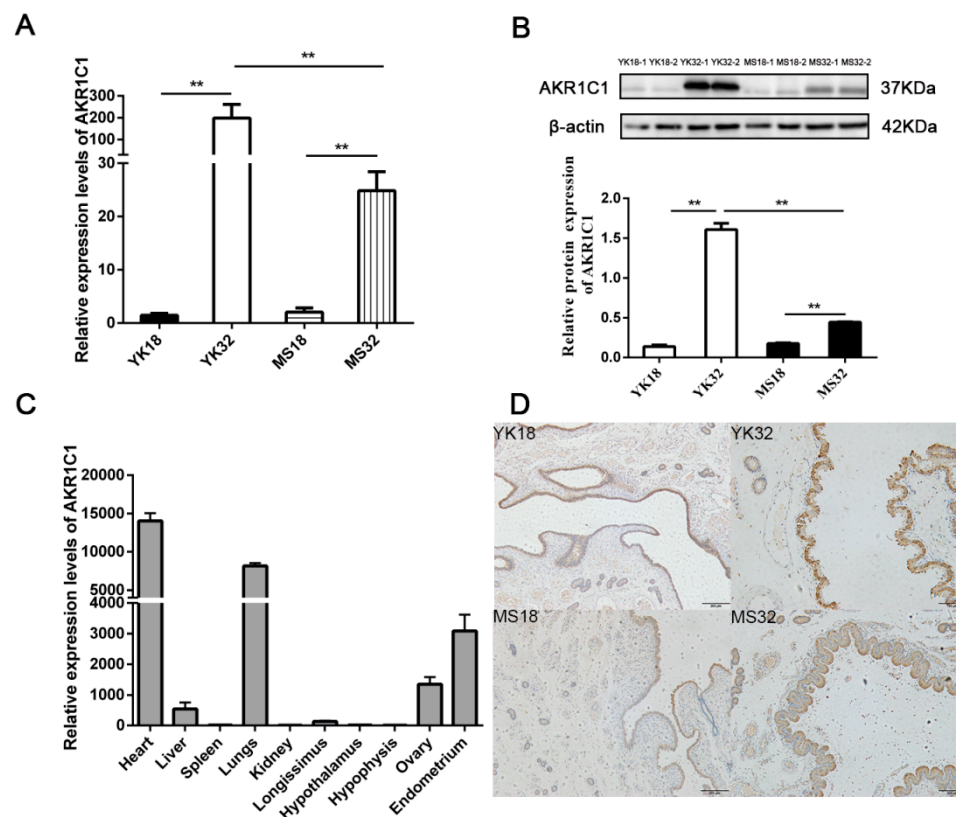 A
Relative expression levels of AKR1C1
300
200
100
50
30
20
10
0
**
**
**
YK18
YK32
MS18
MS32
B
YK18-1 YK18-2 YK32-1 YK32-2 MS18-1 MS18-2 MS32-1 MS32-2
AKR1C1
37KDa
β-actin
42KDa
Relative protein expression
of AKR1C1
2.0
1.5
1.0
0.5
0.0
**
**
**
YK18
YK32
MS18
MS32
C
Relative expression levels of AKR1C1
20000
15000
10000
8000
6000
4000
4000
3000
2000
1000
0
Heart
Liver
Spleen
Lungs
Kidney
Longissimus
Hypothalamus
Hypophysis
Ovary
Endometrium
D
YK18
YK32
MS18
MS32